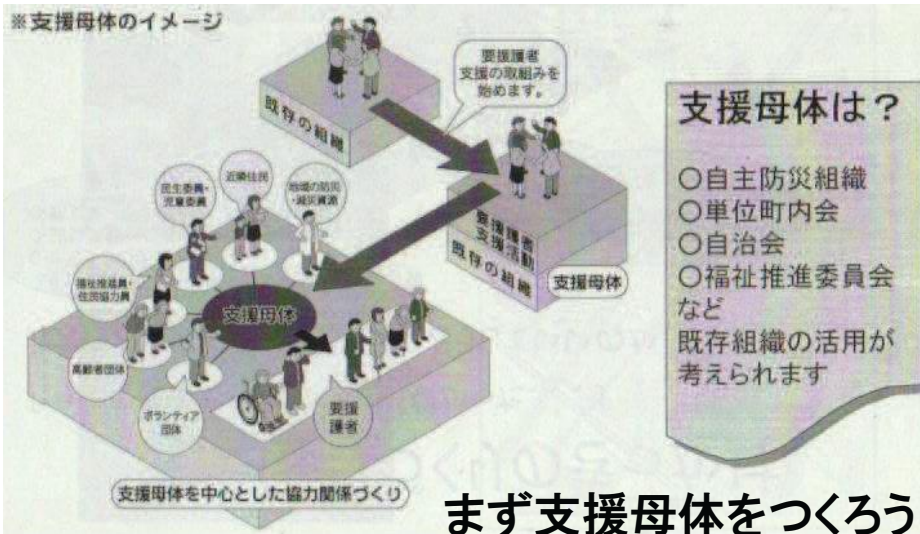 ※支援母体のイメージ
要援護者
支援の取組みを
始めます。
既存の組織
要援護者
支援活動
既存の組織
支援母体
民生委員・
児童委員
近隣住民
地域の防災
・減災資源
福祉推進員・
住民協力員
支援母体
高齢者団体
ボランティア
団体
要援
護者
支援母体を中心とした協力関係づくり
支援母体は？
○自主防災組織
○単位町内会
○自治会
○福祉推進委員会
など
既存組織の活用が
考えられます
まず支援母体をつくろう